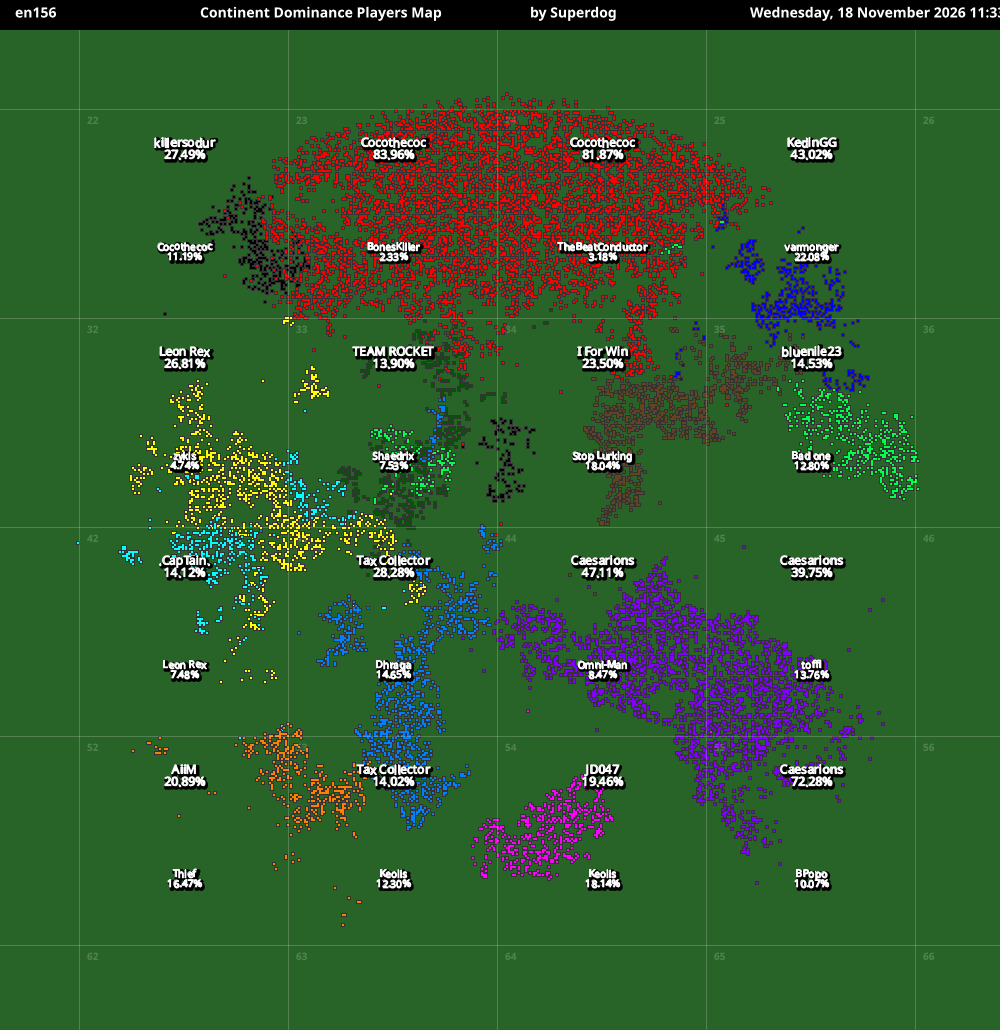 en156 Continent Dominance Players Map by Superdog Wednesday, 18 November 2026 11:33
22 23 24 25 26
killersodur Cocothecoc Cocothecoc KedInGG
27,49% 83,96% 81,87% 43,02%
Cocothecoc BonesKiller TheBeatConductor varmonger
11.19% 2.33% 3.18% 22.08%
32 33 34 35 36
Leon Rex TEAM ROCKET I For Win bluenile23
26,81% 13,90% 23,50% 14,53%
Shaedrix Stop Lurking Bad one
4.74% 7.53% 18.04% 12.80%
42 44 45 46
CapTain. Tax Collector Caesarions Caesarions
14,12% 28,28% 47,11% 39,75%
Leon Rex Dhraga Omni-Man toffi
7.48% 14.65% 8.47% 13.76%
52 54 55 56
AiiM Tax Collector JD047 Caesarions
20,89% 14,02% 19,46% 72,28%
Thief Keolis Keolis BPopo
16.47% 12.30% 18.14% 10.07%
62 63 64 65 66